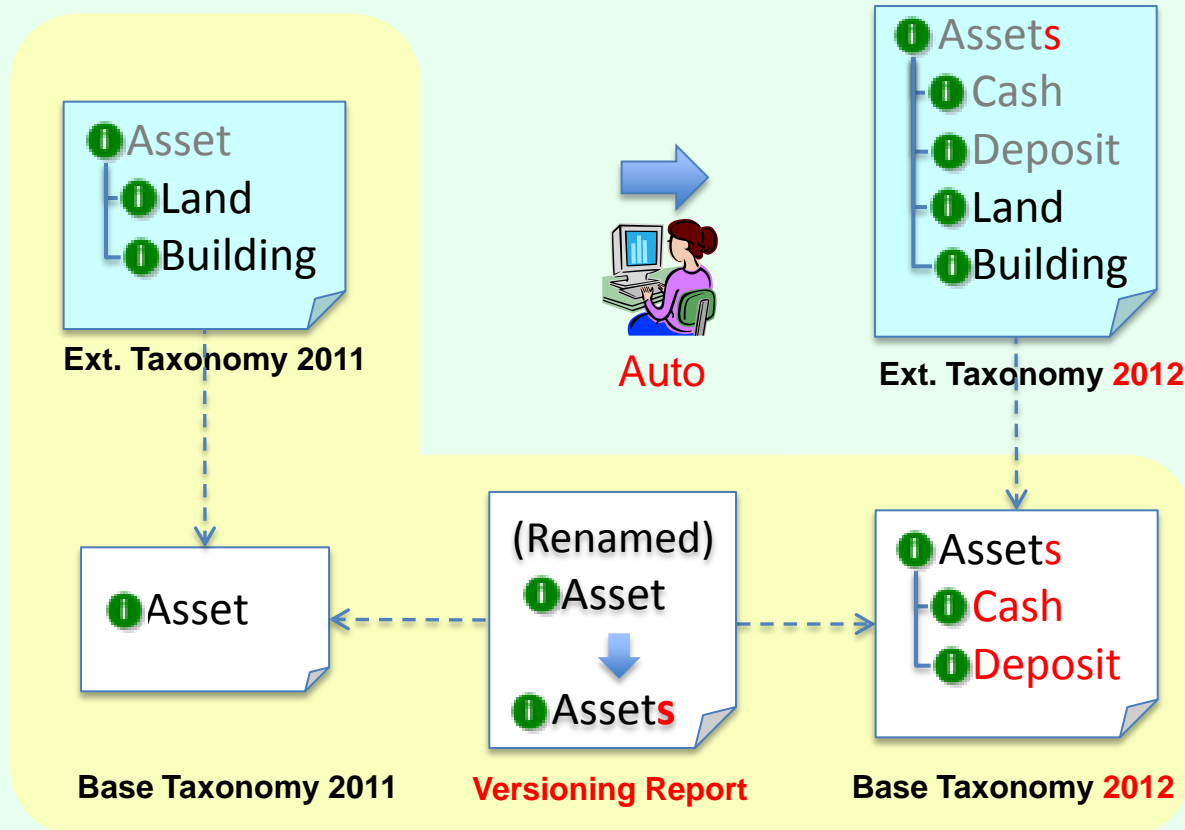 Asset
Land
Building
Ext. Taxonomy 2011
Auto
Assets
Cash
Deposit
Land
Building
Ext. Taxonomy 2012
Asset
Base Taxonomy 2011
(Renamed)
Asset
Assets
Versioning Report
Assets
Cash
Deposit
Base Taxonomy 2012